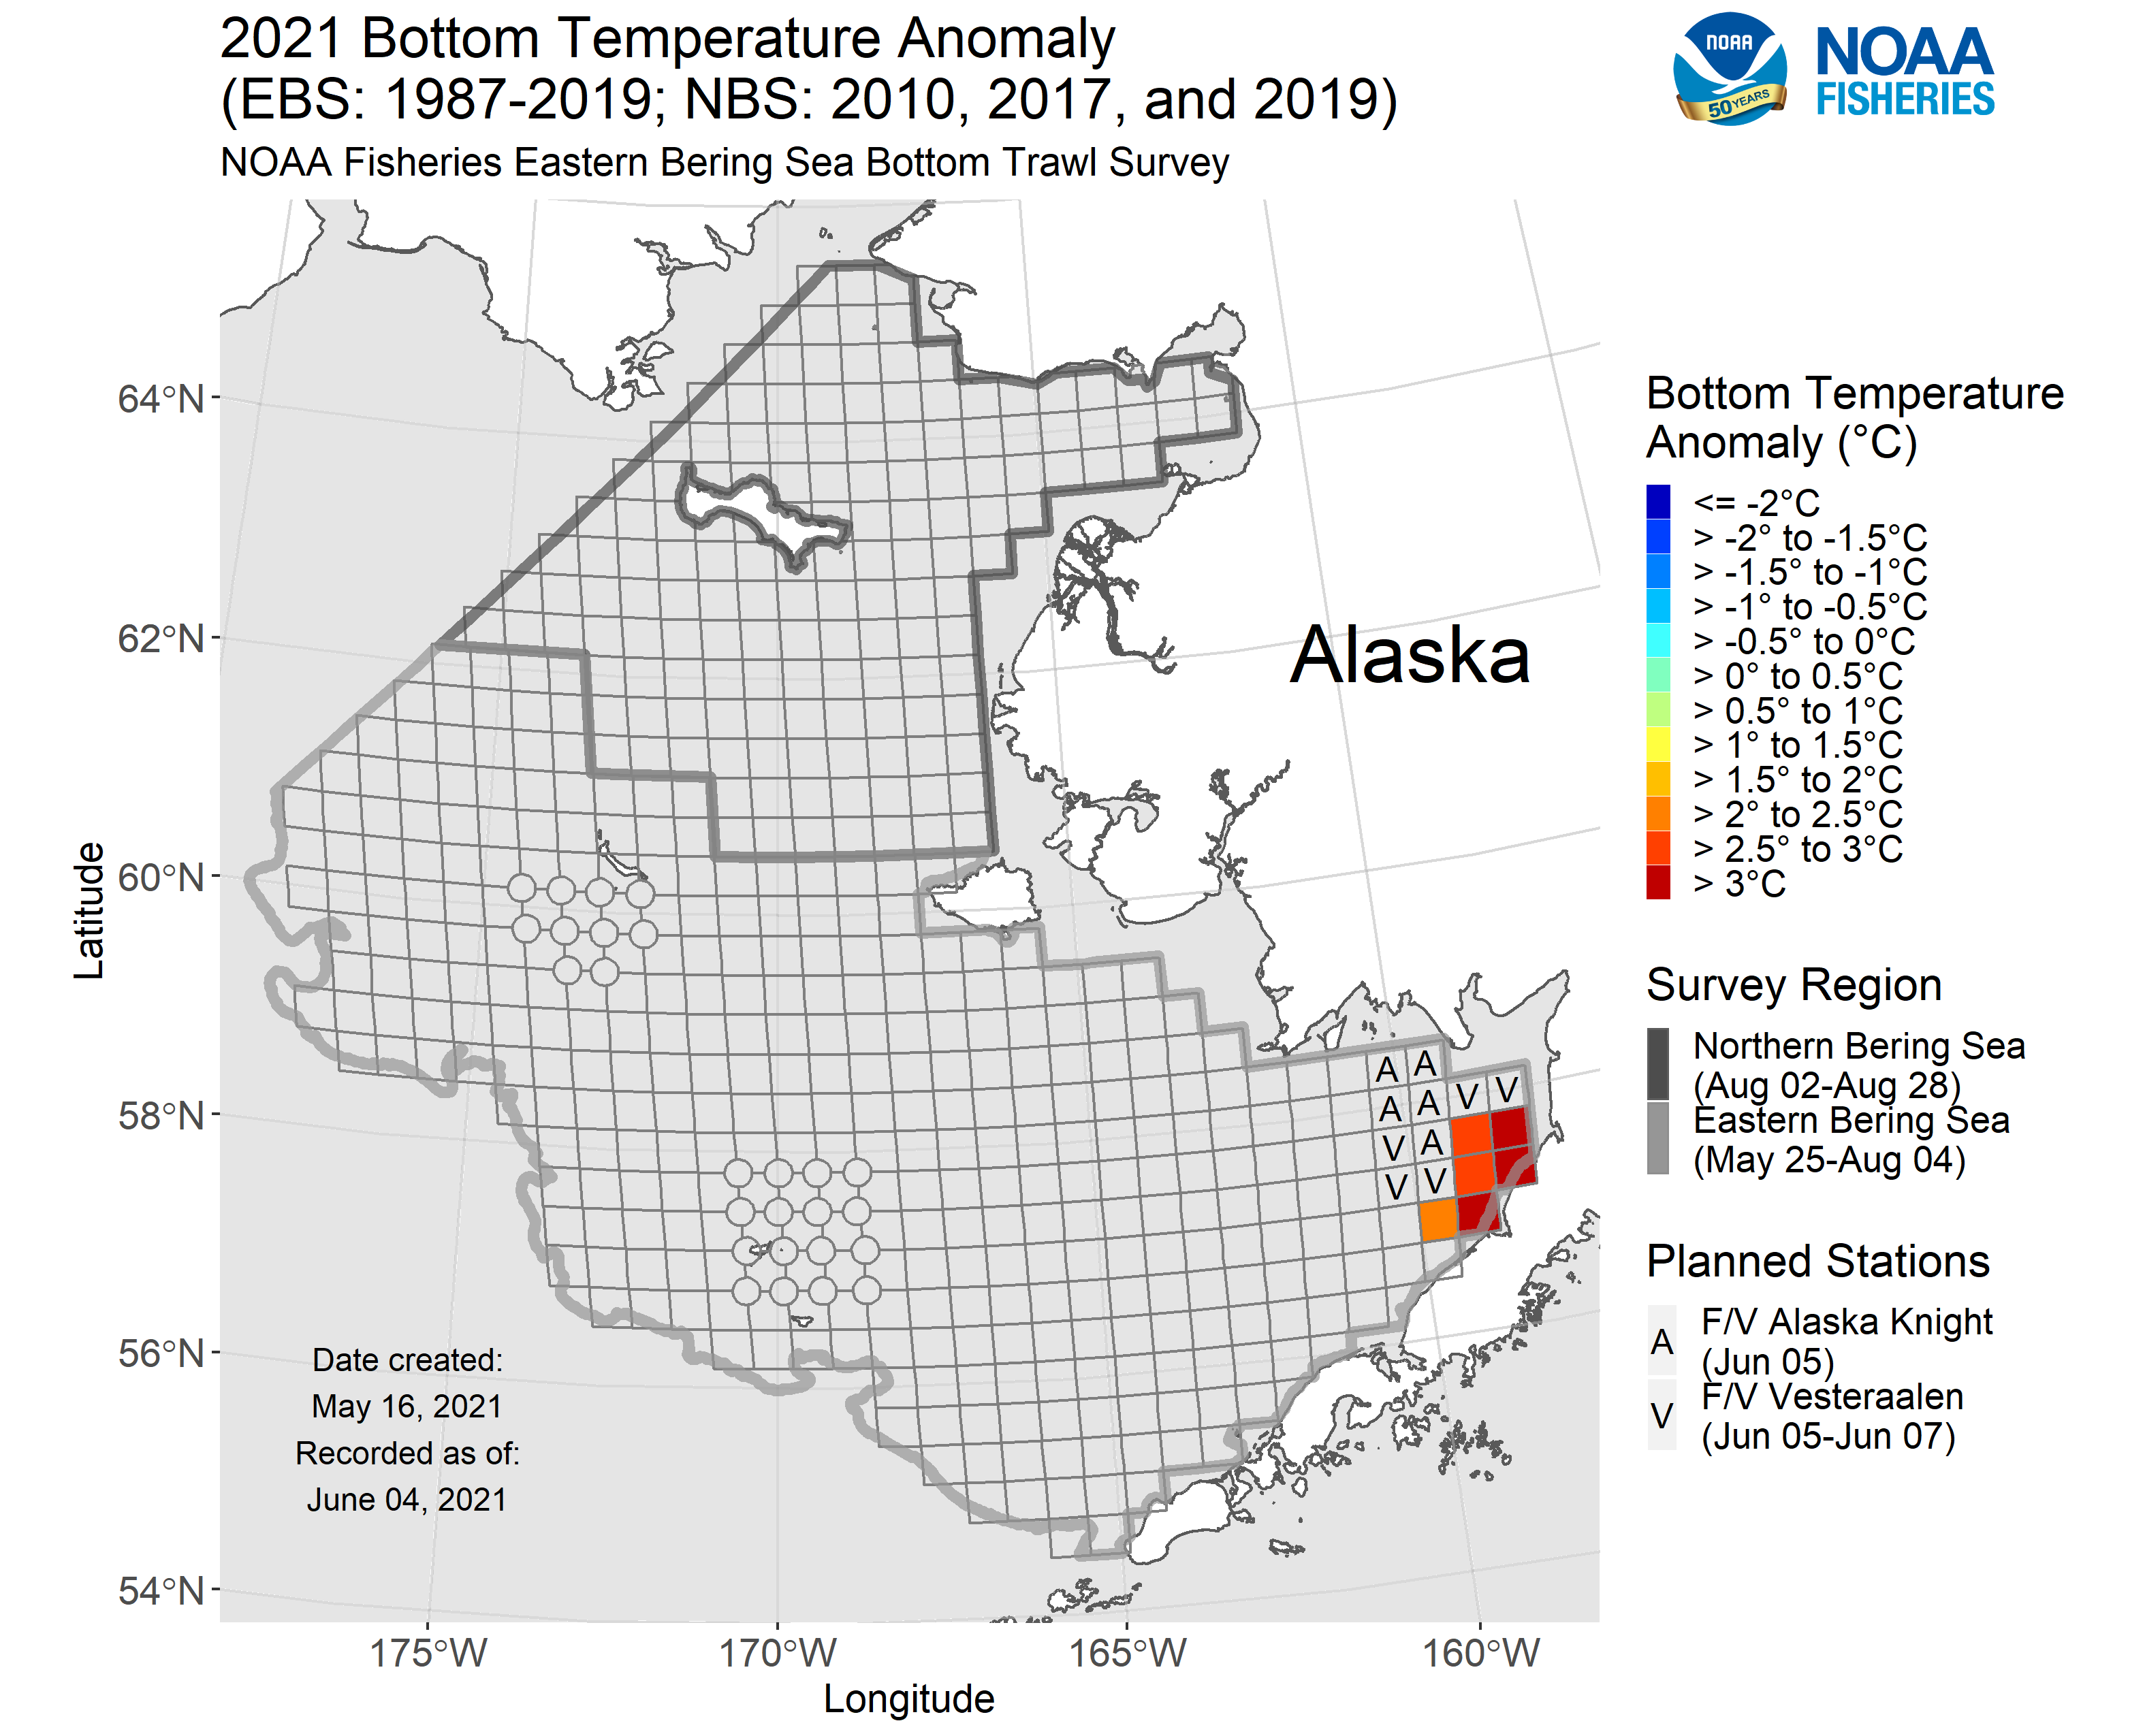 2021 Bottom Temperature Anomaly
(EBS: 1987-2019; NBS: 2010, 2017, and 2019)
NOAA Fisheries Eastern Bering Sea Bottom Trawl Survey
NOAA
50 YEARS
NOAA
FISHERIES
64°N
62°N
60°N
58°N
56°N
54°N
Latitude
175°W
170°W
165°W
160°W
Longitude
Alaska
A A
A A V V
V A
V V
Date created:
May 16, 2021
Recorded as of:
June 04, 2021
Bottom Temperature
Anomaly (°C)
<= -2°C
> -2° to -1.5°C
> -1.5° to -1°C
> -1° to -0.5°C
> -0.5° to 0°C
> 0° to 0.5°C
> 0.5° to 1°C
> 1° to 1.5°C
> 1.5° to 2°C
> 2° to 2.5°C
> 2.5° to 3°C
> 3°C
Survey Region
Northern Bering Sea
(Aug 02-Aug 28)
Eastern Bering Sea
(May 25-Aug 04)
Planned Stations
A F/V Alaska Knight
(Jun 05)
V F/V Vesteraalen
(Jun 05-Jun 07)